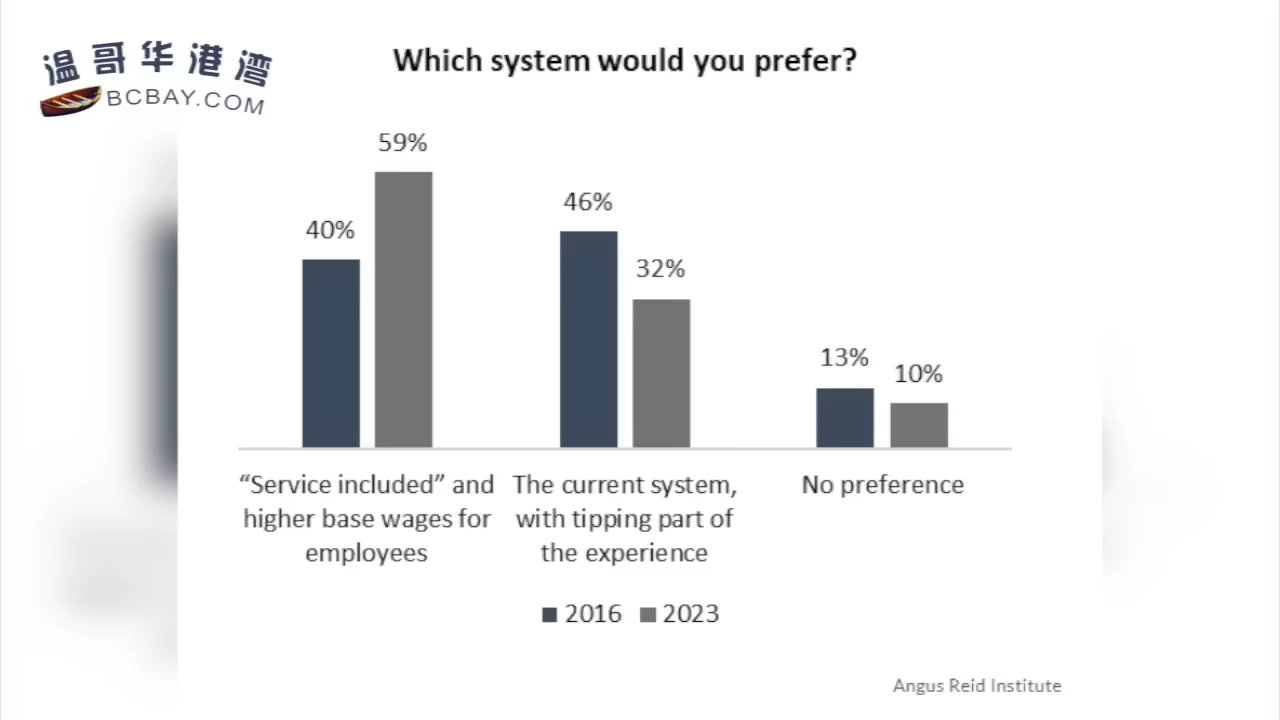 温哥华港湾
BCBAY.COM
Which system would you prefer?
59%
40%
46%
32%
13%
10%
“Service included” and
higher base wages for
employees
The current system,
with tipping part of
the experience
No preference
2016
2023
Angus Reid Institute